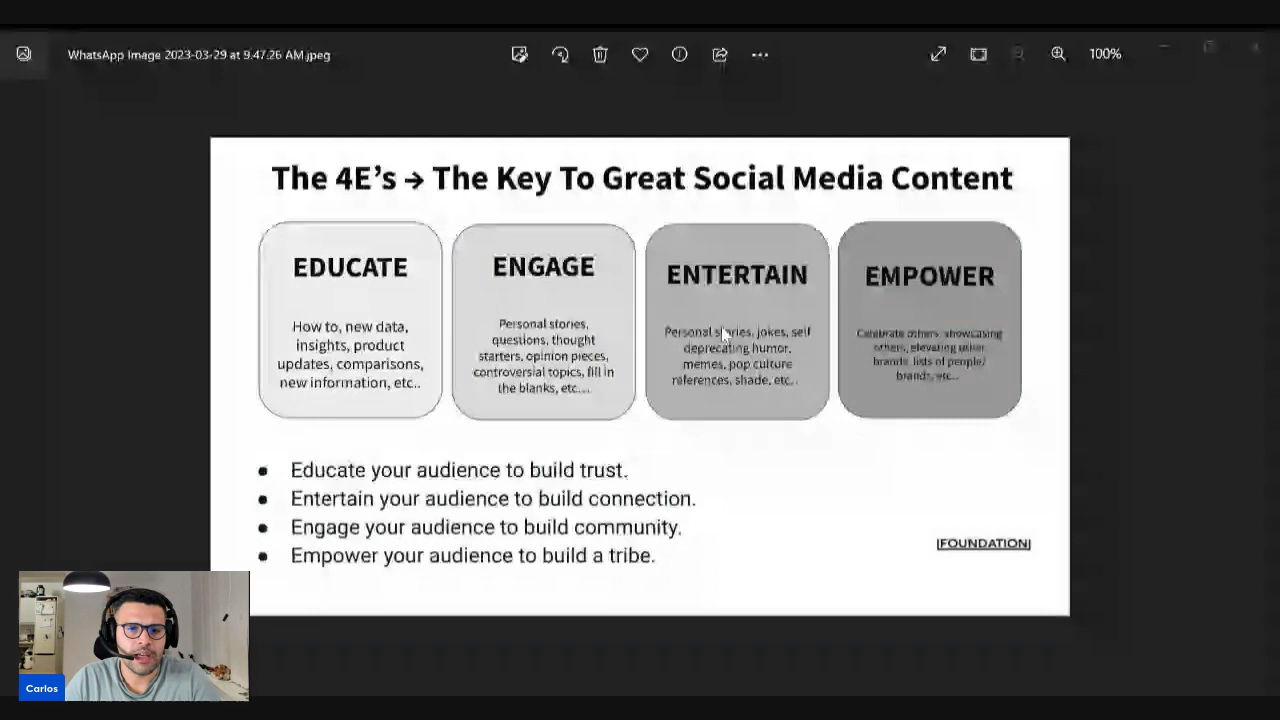 WhatsApp Image 2023-03-29 at 9.47.26 AM.jpeg
100%
The 4E's → The Key To Great Social Media Content
EDUCATE
How to, new data,
insights, product
updates, comparisons,
new information, etc..
ENGAGE
Personal stories,
questions, thought
starters, opinion pieces,
controversial topics, fill in
the blanks, etc....
ENTERTAIN
Personal stories, jokes, self
deprecating humor,
memes, pop culture
references, shade, etc..
EMPOWER
Celebrate others, showcasing
others, elevating other
brands, lists of people/
brands, etc..
● Educate your audience to build trust.
● Entertain your audience to build connection.
● Engage your audience to build community.
● Empower your audience to build a tribe.
|FOUNDATION|
Carlos